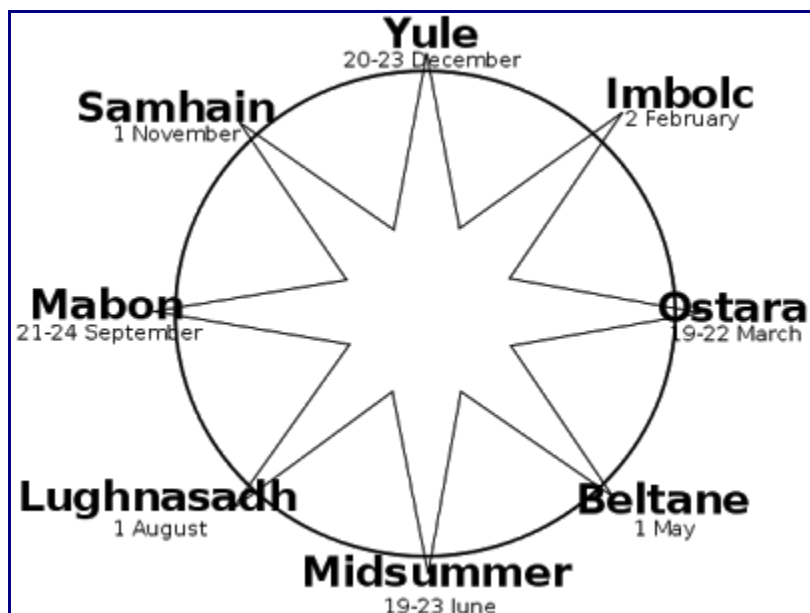 Yule
20-23 December
Imbolc
2 February
Samhain
1 November
Mabon
21-24 September
Ostara
19-22 March
Lughnasadh
1 August
Beltane
1 May
Midsummer
19-23 June